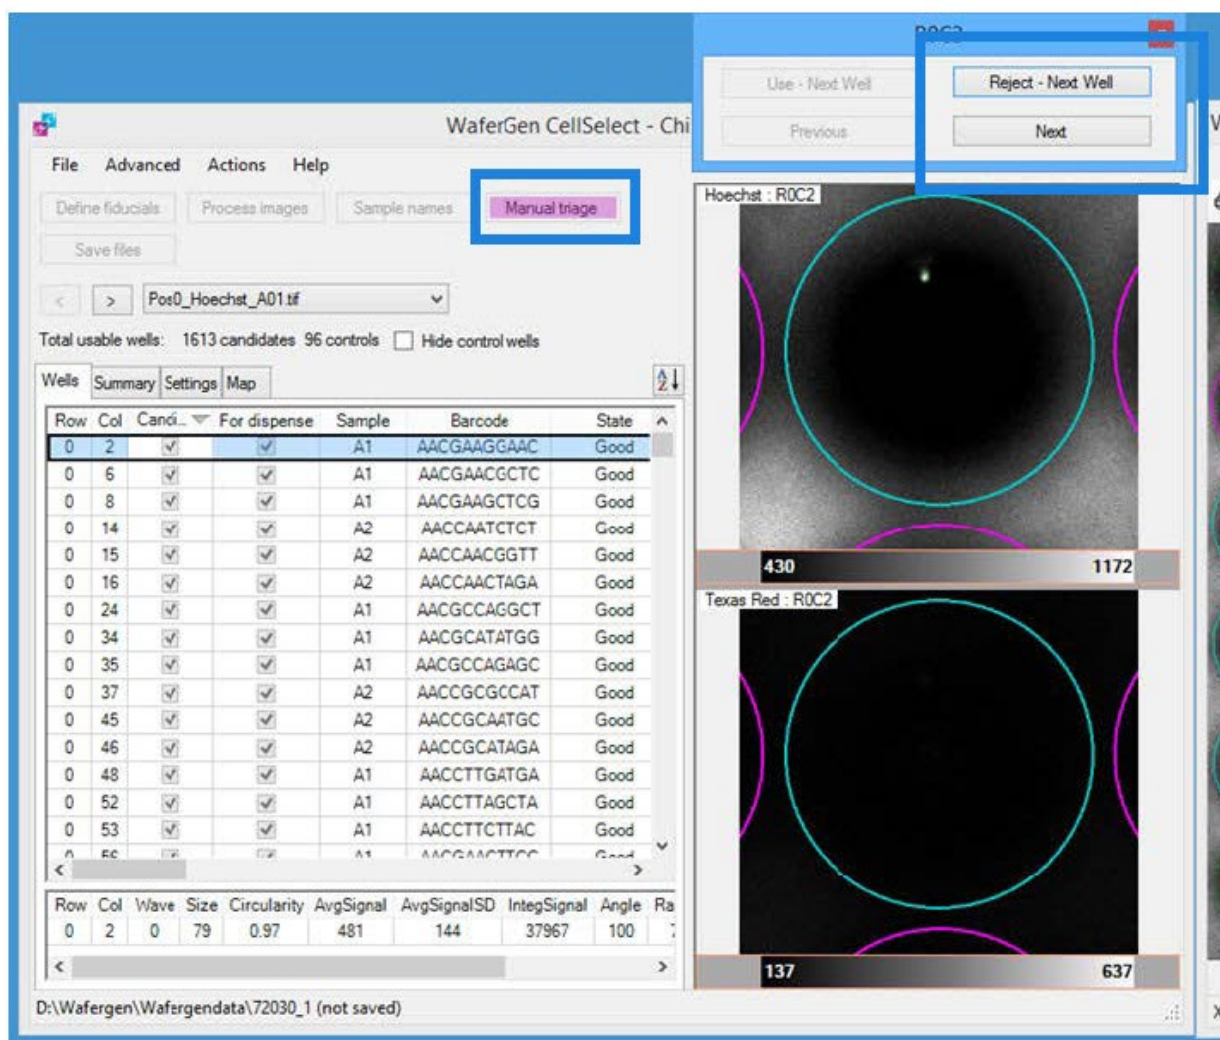 R0C2
Use - Next Well
Reject - Next Well
Previous
Next
WaferGen CellSelect - Chi
File Advanced Actions Help
Define fiducials Process images Sample names Manual triage
Save files
< > Pos0_Hoechst_A01.tif
Total usable wells: 1613 candidates 96 controls Hide control wells
Wells Summary Settings Map
Row Col Candi... For dispense Sample Barcode State
0 2 A1 AACGAAGGAAC Good
0 6 A1 AACGAACGCTC Good
0 8 A1 AACGAAGCTCG Good
0 14 A2 AACCAATCTCT Good
0 15 A2 AACCAACGGTT Good
0 16 A2 AACCAACTAGA Good
0 24 A1 AACGCCAGGCT Good
0 34 A1 AACGCATATGG Good
0 35 A1 AACGCCAGAGC Good
0 37 A2 AACCGCGCCAT Good
0 45 A2 AACCGCAATGC Good
0 46 A2 AACCGCATAGA Good
0 48 A1 AACCTTGATGA Good
0 52 A1 AACCTTAGCTA Good
0 53 A1 AACCTTCTTAC Good
Row Col Wave Size Circularity AvgSignal AvgSignalSD IntegSignal Angle Ra
0 2 0 79 0.97 481 144 37967 100
D:\Wafergen\Wafergendata\72030_1 (not saved)
Hoechst : R0C2
430 1172
Texas Red : R0C2
137 637